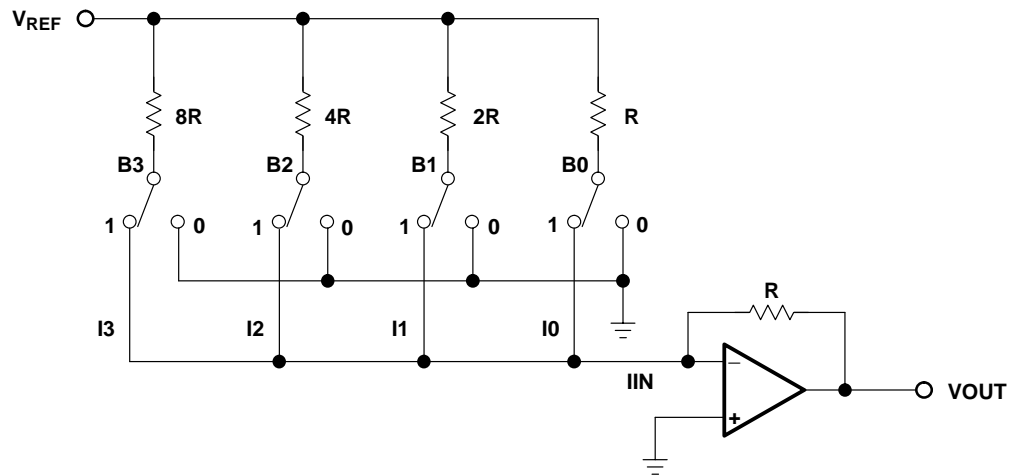 VREF
8R 4R 2R R
B3 B2 B1 B0
1 0 1 0 1 0 1 0
I3 I2 I1 I0
R
IIN
–
+
VOUT